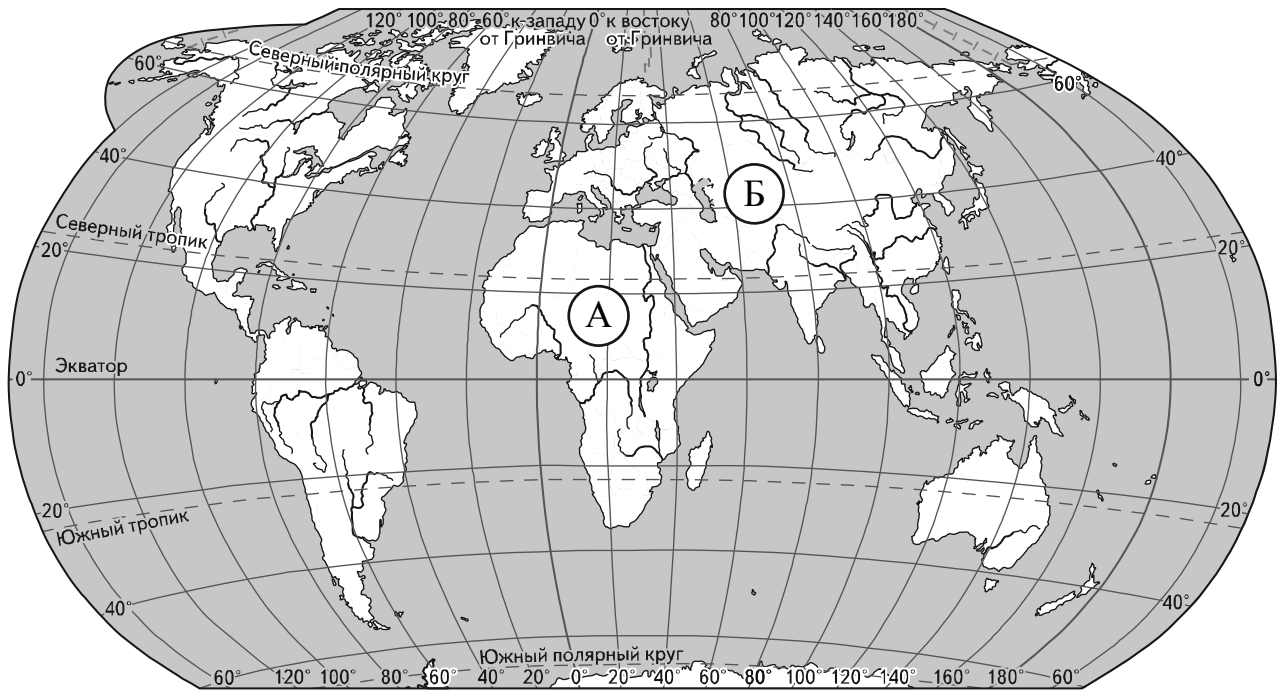 120° 100° 80° 60° к западу 0° к востоку 80° 100° 120° 140° 160° 180°
от Гринвича от Гринвича
Северный полярный круг
60° 60°
40° 40°
Б
Северный тропик
20° 20°
А
Экватор
0° 0°
20° 20°
Южный тропик
40° 40°
Южный полярный круг
60° 120° 100° 80° 60° 40° 20° 0° 20° 40° 60° 80° 100° 120° 140° 160° 180° 60°